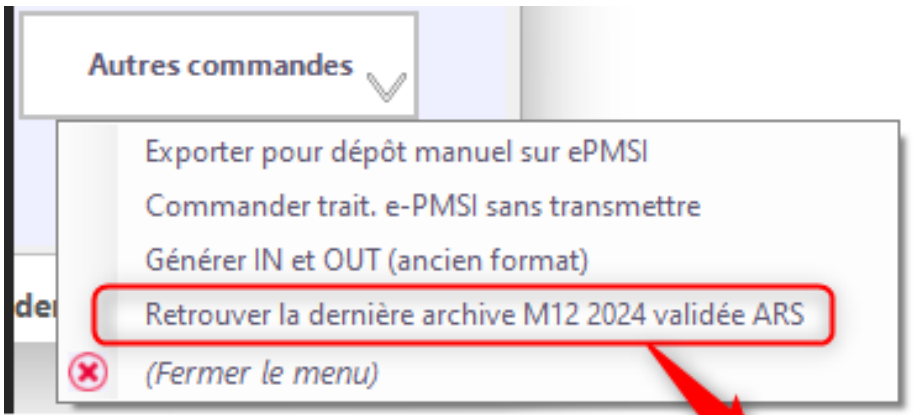 Autres commandes
Exporter pour dépôt manuel sur ePMSI
Commander trait. e-PMSI sans transmettre
Générer IN et OUT (ancien format)
der
Retrouver la dernière archive M12 2024 validée ARS
(Fermer le menu)